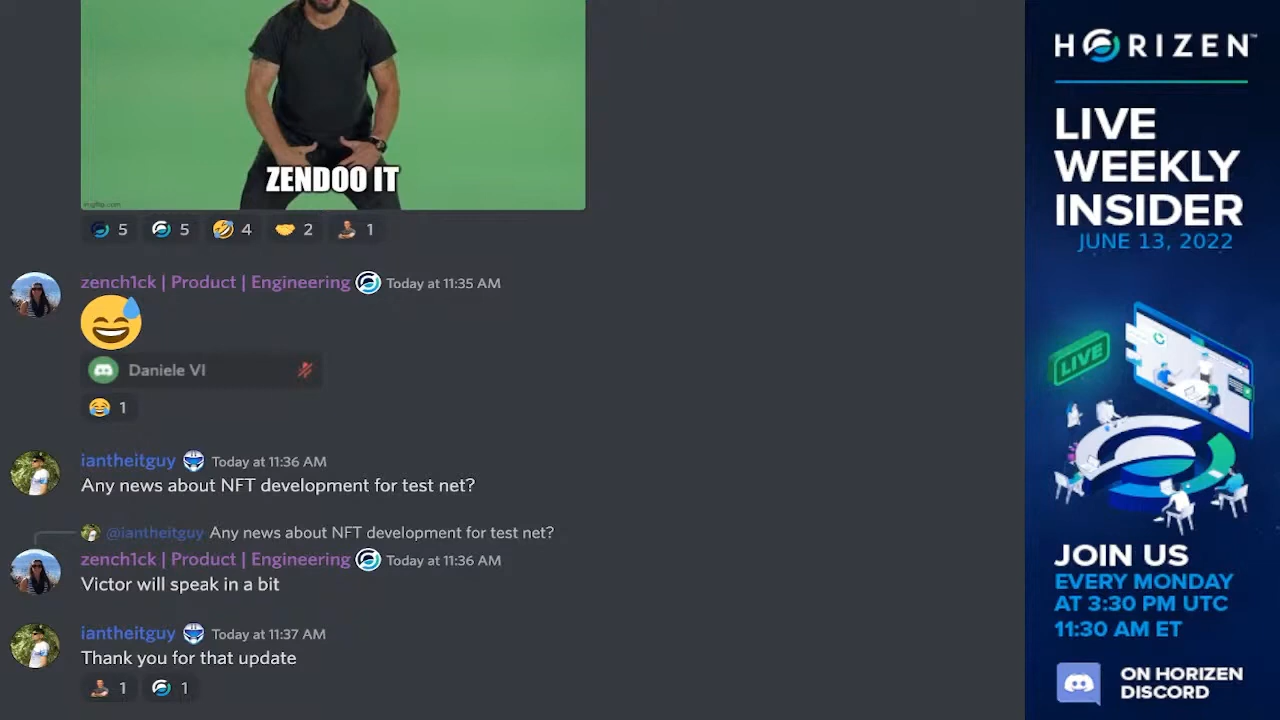 ZENDOO IT
imgflip.com
5 5 4 2 1
zench1ck | Product | Engineering Today at 11:35 AM
Daniele VI
1
iantheitguy Today at 11:36 AM
Any news about NFT development for test net?
@iantheitguy Any news about NFT development for test net?
zench1ck | Product | Engineering Today at 11:36 AM
Victor will speak in a bit
iantheitguy Today at 11:37 AM
Thank you for that update
1 1
HORIZEN™
LIVE
WEEKLY
INSIDER
JUNE 13, 2022
LIVE
JOIN US
EVERY MONDAY
AT 3:30 PM UTC
11:30 AM ET
ON HORIZEN
DISCORD